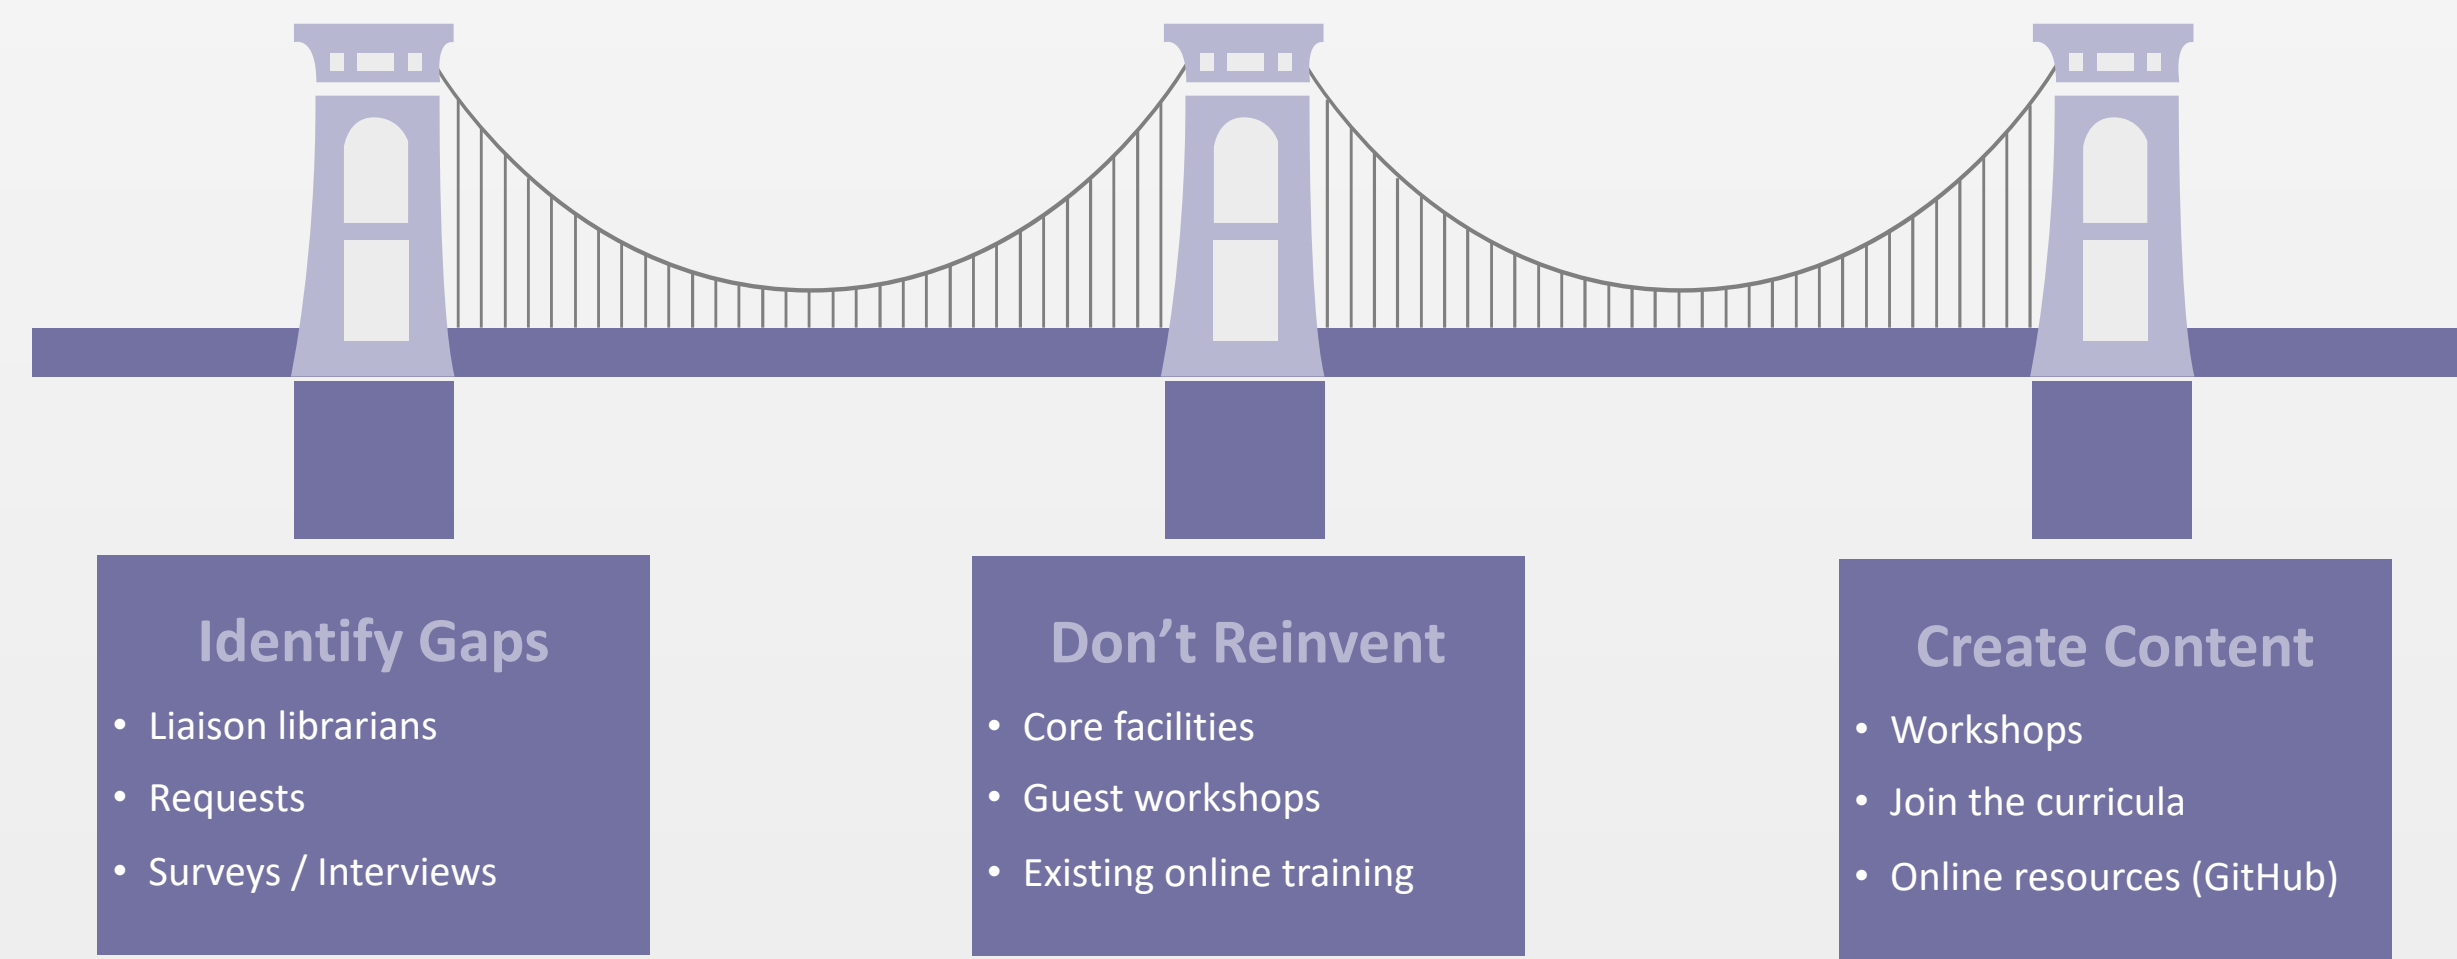 Identify Gaps
• Liaison librarians
• Requests
• Surveys / Interviews
Don’t Reinvent
• Core facilities
• Guest workshops
• Existing online training
Create Content
• Workshops
• Join the curricula
• Online resources (GitHub)